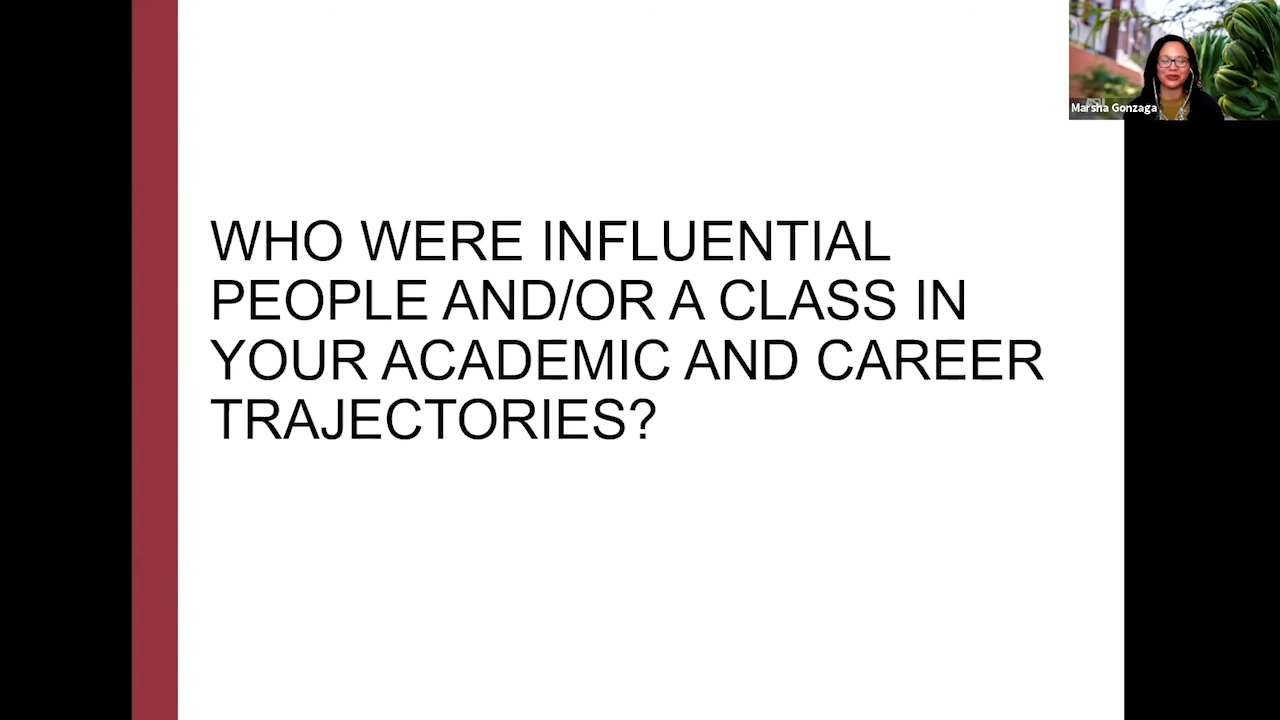 Marsha Gonzaga
WHO WERE INFLUENTIAL
PEOPLE AND/OR A CLASS IN
YOUR ACADEMIC AND CAREER
TRAJECTORIES?